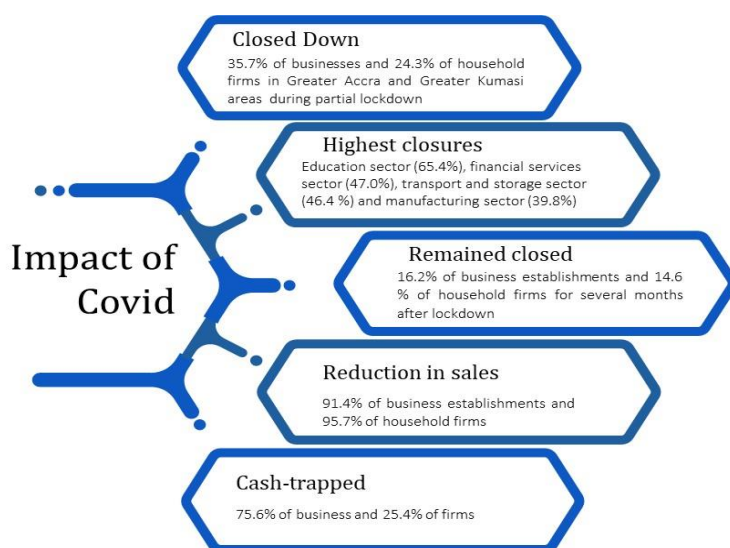 Impact of
Covid
Closed Down
35.7% of businesses and 24.3% of household
firms in Greater Accra and Greater Kumasi
areas during partial lockdown
Highest closures
Education sector (65.4%), financial services
sector (47.0%), transport and storage sector
(46.4 %) and manufacturing sector (39.8%)
Remained closed
16.2% of business establishments and 14.6
% of household firms for several months
after lockdown
Reduction in sales
91.4% of business establishments and
95.7% of household firms
Cash-trapped
75.6% of business and 25.4% of firms